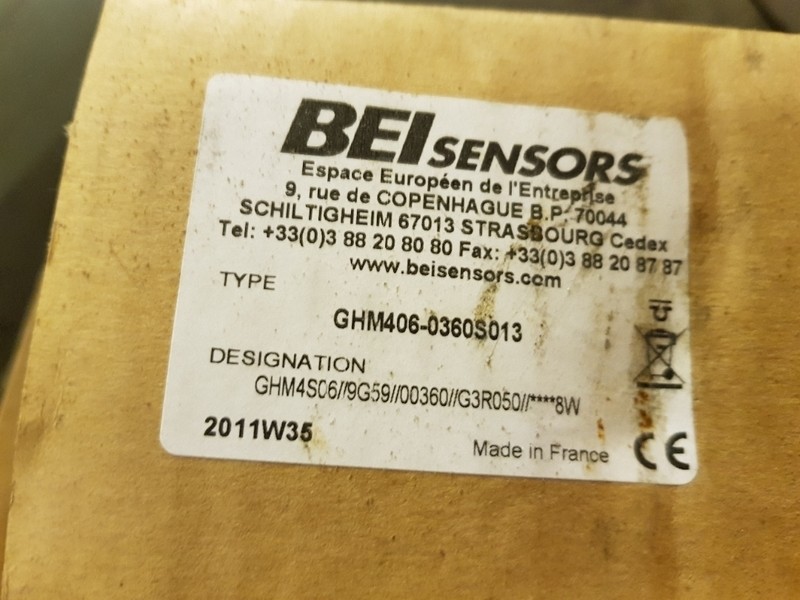 BEI SENSORS
Espace Européen de l'Entreprise
9, rue de COPENHAGUE B.P. 70044
SCHILTIGHEIM 67013 STRASBOURG Cedex
Tel: +33(0)3 88 20 80 80 Fax: +33(0)3 88 20 87 87
www.beisensors.com
TYPE
GHM406-0360S013
DESIGNATION
GHM4S06//9G59//00360//G3R050//****8W
2011W35
Made in France
CE